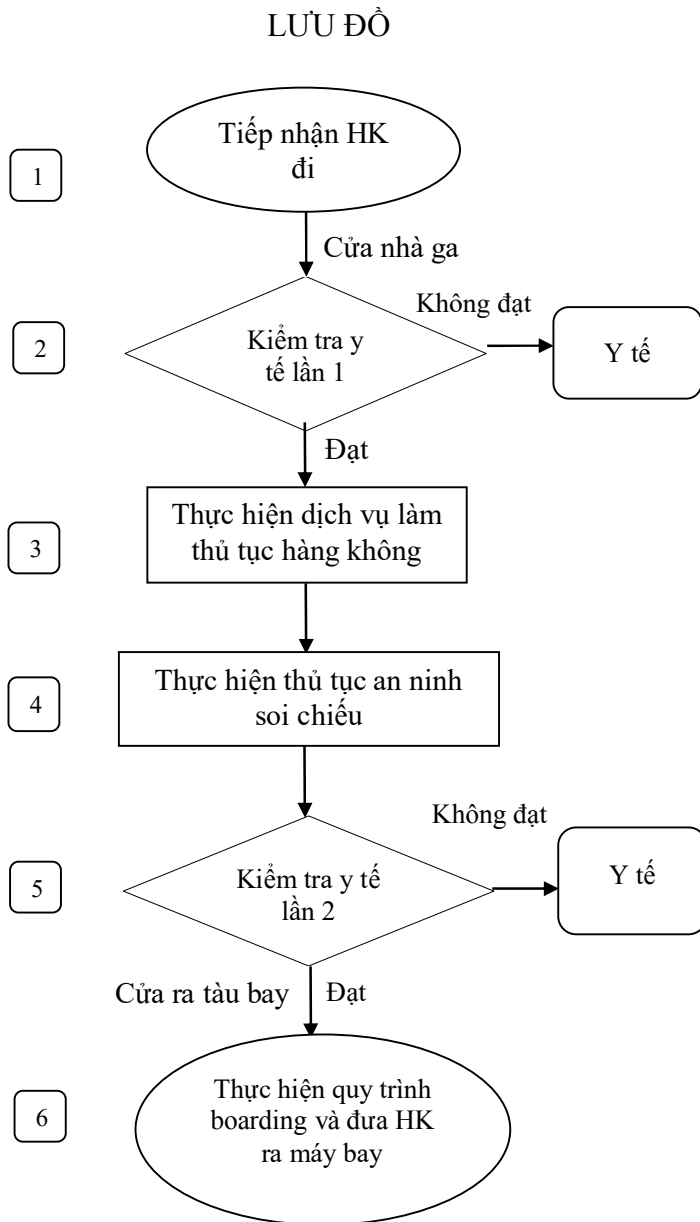 LƯU ĐỒ
1
Tiếp nhận HK
đi
Cửa nhà ga
2
Kiểm tra y
tế lần 1
Không đạt
Y tế
Đạt
3
Thực hiện dịch vụ làm
thủ tục hàng không
4
Thực hiện thủ tục an ninh
soi chiếu
5
Kiểm tra y tế
lần 2
Không đạt
Y tế
Cửa ra tàu bay
Đạt
6
Thực hiện quy trình
boarding và đưa HK
ra máy bay